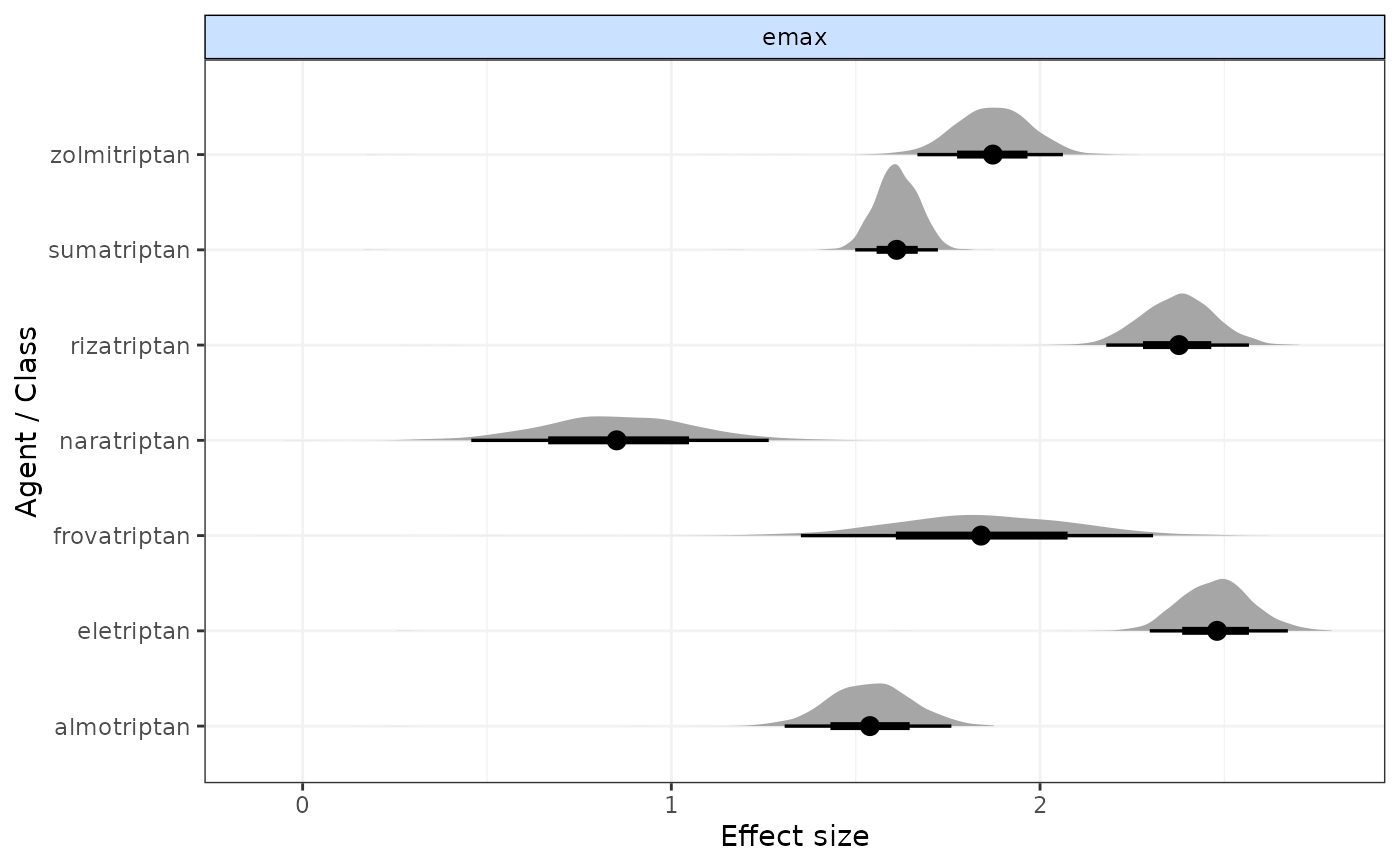 emax
zolmitriptan
sumatriptan
rizatriptan
naratriptan
frovatriptan
eletriptan
almotriptan
Agent / Class
0 1 2
Effect size